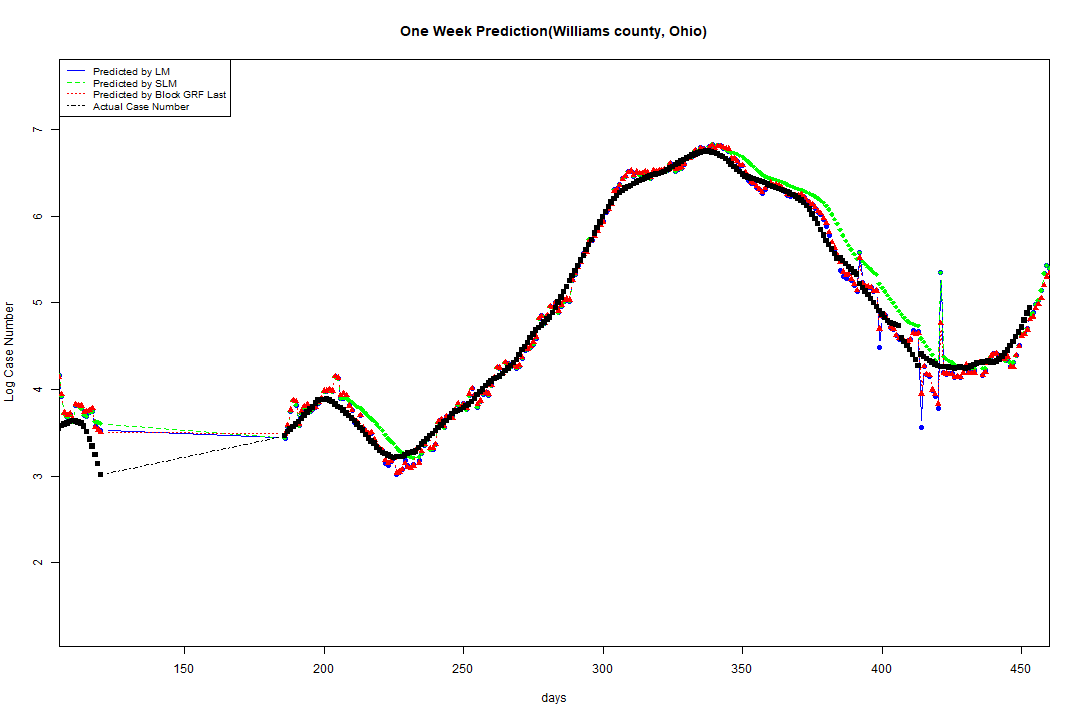 One Week Prediction(Williams county, Ohio)
Predicted by LM
Predicted by SLM
Predicted by Block GRF Last
Actual Case Number
7
6
5
4
3
2
Log Case Number
150 200 250 300 350 400 450
days